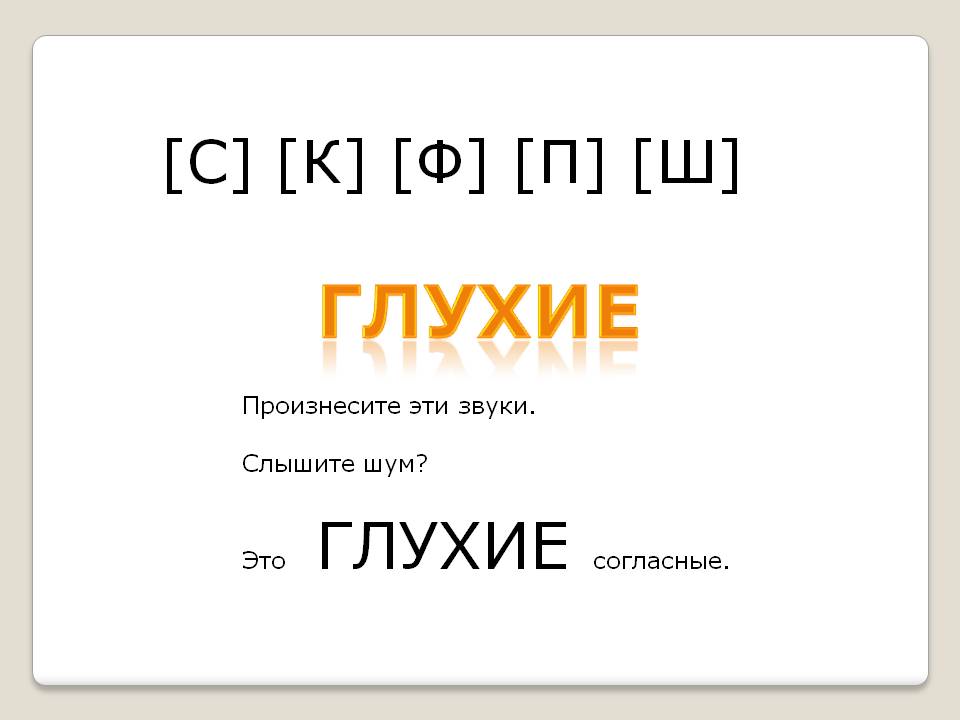 [С] [К] [Ф] [П] [Ш]
ГЛУХИЕ
Произнесите эти звуки.
Слышите шум?
Это ГЛУХИЕ согласные.